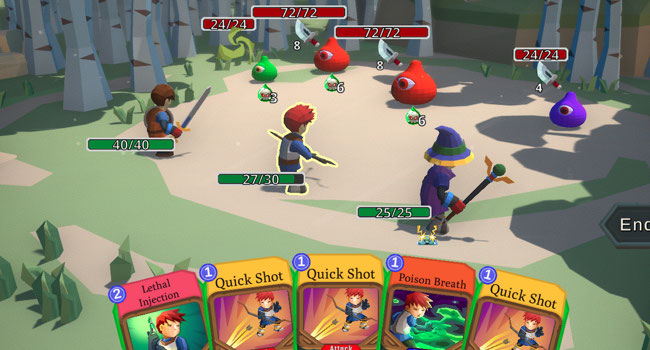 72/72
24/24
72/72
8
24/24
8
4
3
6
6
40/40
27/30
25/25
End
1
1
1
1
2
Quick Shot
Quick Shot
Lethal
Injection
Poison Breath
Quick Shot
Attack